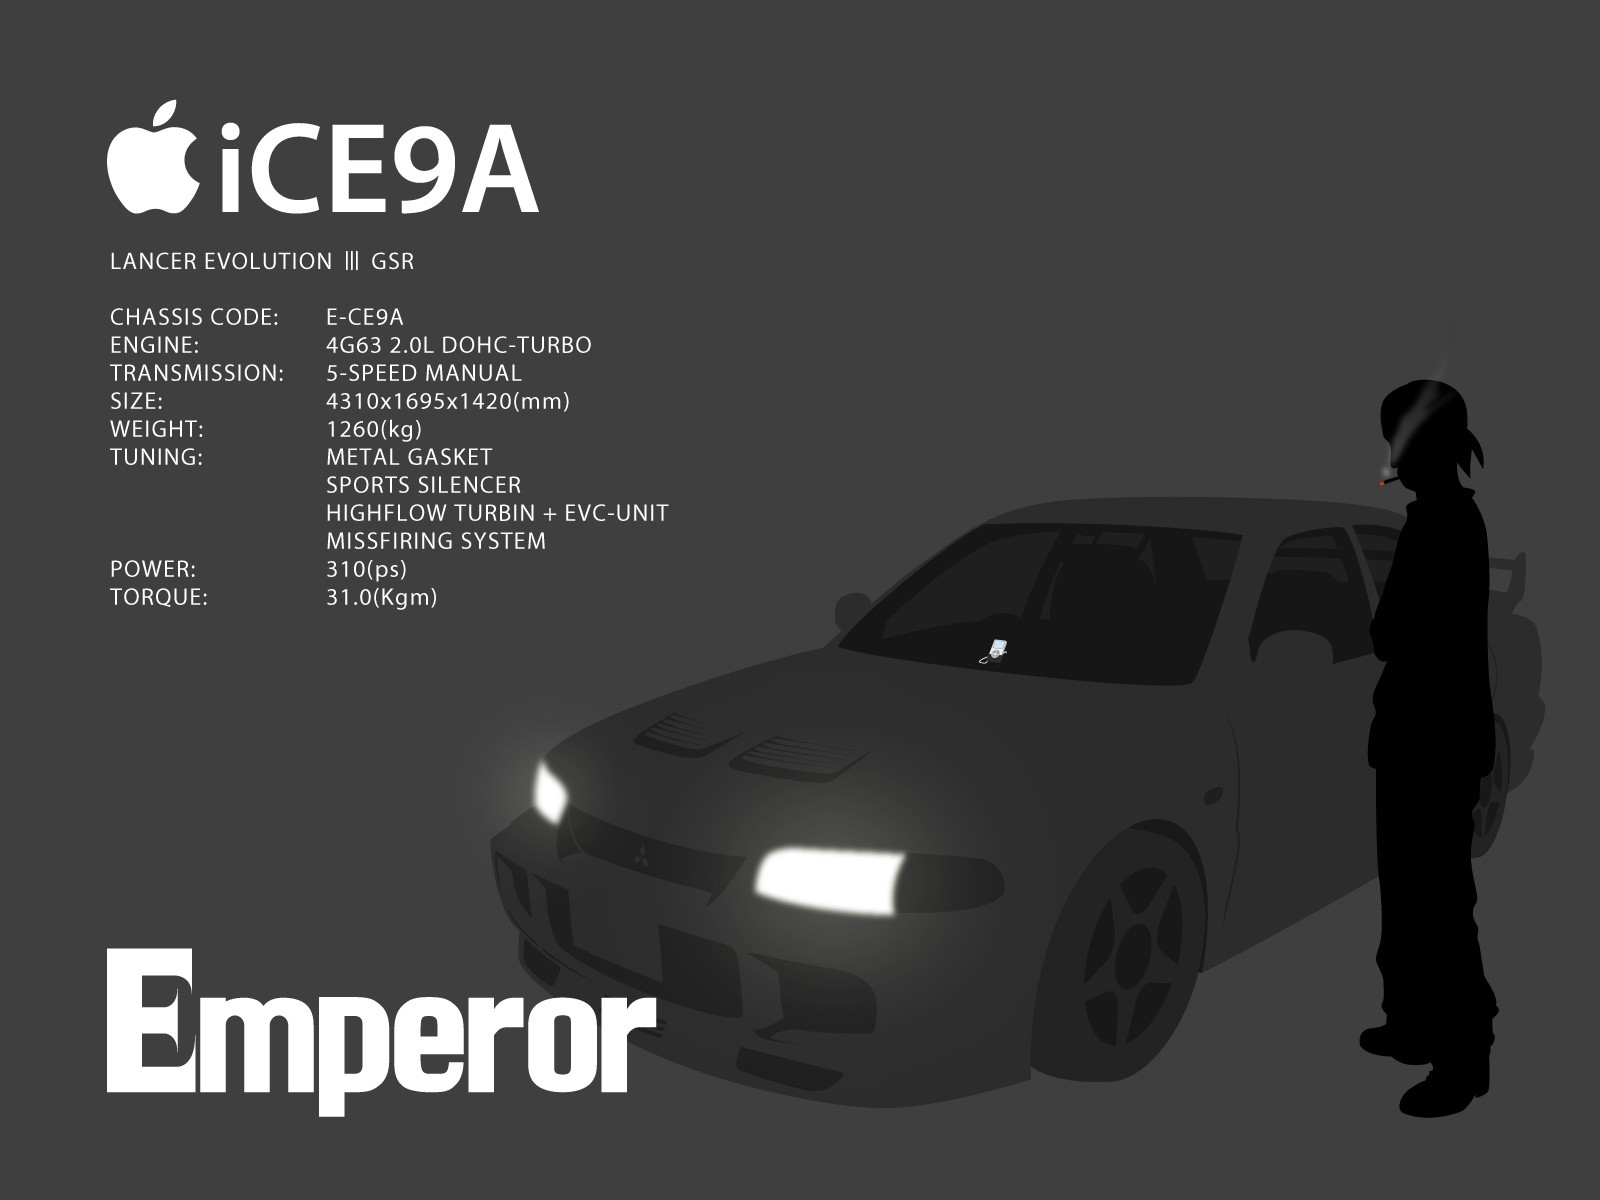 iCE9A
LANCER EVOLUTION III GSR
CHASSIS CODE: E-CE9A
ENGINE: 4G63 2.0L DOHC-TURBO
TRANSMISSION: 5-SPEED MANUAL
SIZE: 4310x1695x1420(mm)
WEIGHT: 1260(kg)
TUNING: METAL GASKET
SPORTS SILENCER
HIGHFLOW TURBIN + EVC-UNIT
MISSFIRING SYSTEM
POWER: 310(ps)
TORQUE: 31.0(Kgm)
Emperor